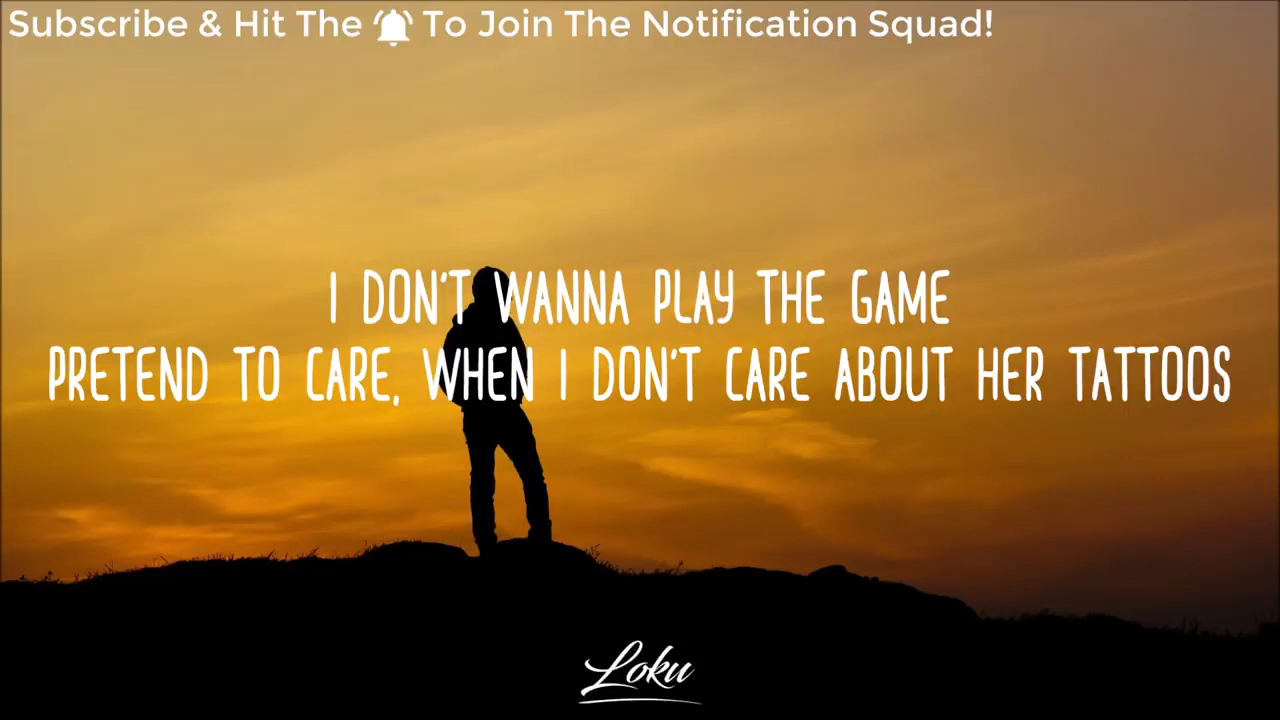 Subscribe & Hit The 🔔 To Join The Notification Squad!
I DON'T WANNA PLAY THE GAME
PRETEND TO CARE, WHEN I DON'T CARE ABOUT HER TATTOOS
Loku